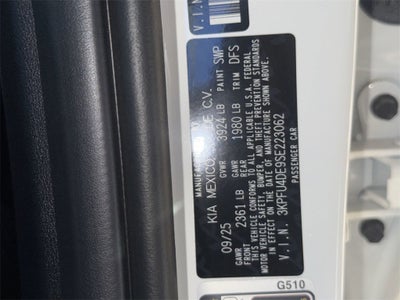 V.I.N.
MANUFACTURED
KIA MEXICO, DE C.V.
09/25 GVWR 3924 LB PAINT SWP
GAWR FRONT 2361 LB GAWR REAR 1980 LB TRIM DFS
THIS VEHICLE CONFORMS TO ALL APPLICABLE U.S.A. FEDERAL
MOTOR VEHICLE SAFETY, BUMPER, AND THEFT PREVENTION STANDARDS
IN EFFECT ON THE DATE OF MANUFACTURE SHOWN ABOVE.
V.I.N. 3KPFU4DE9SE223062
PASSENGER CAR
G510